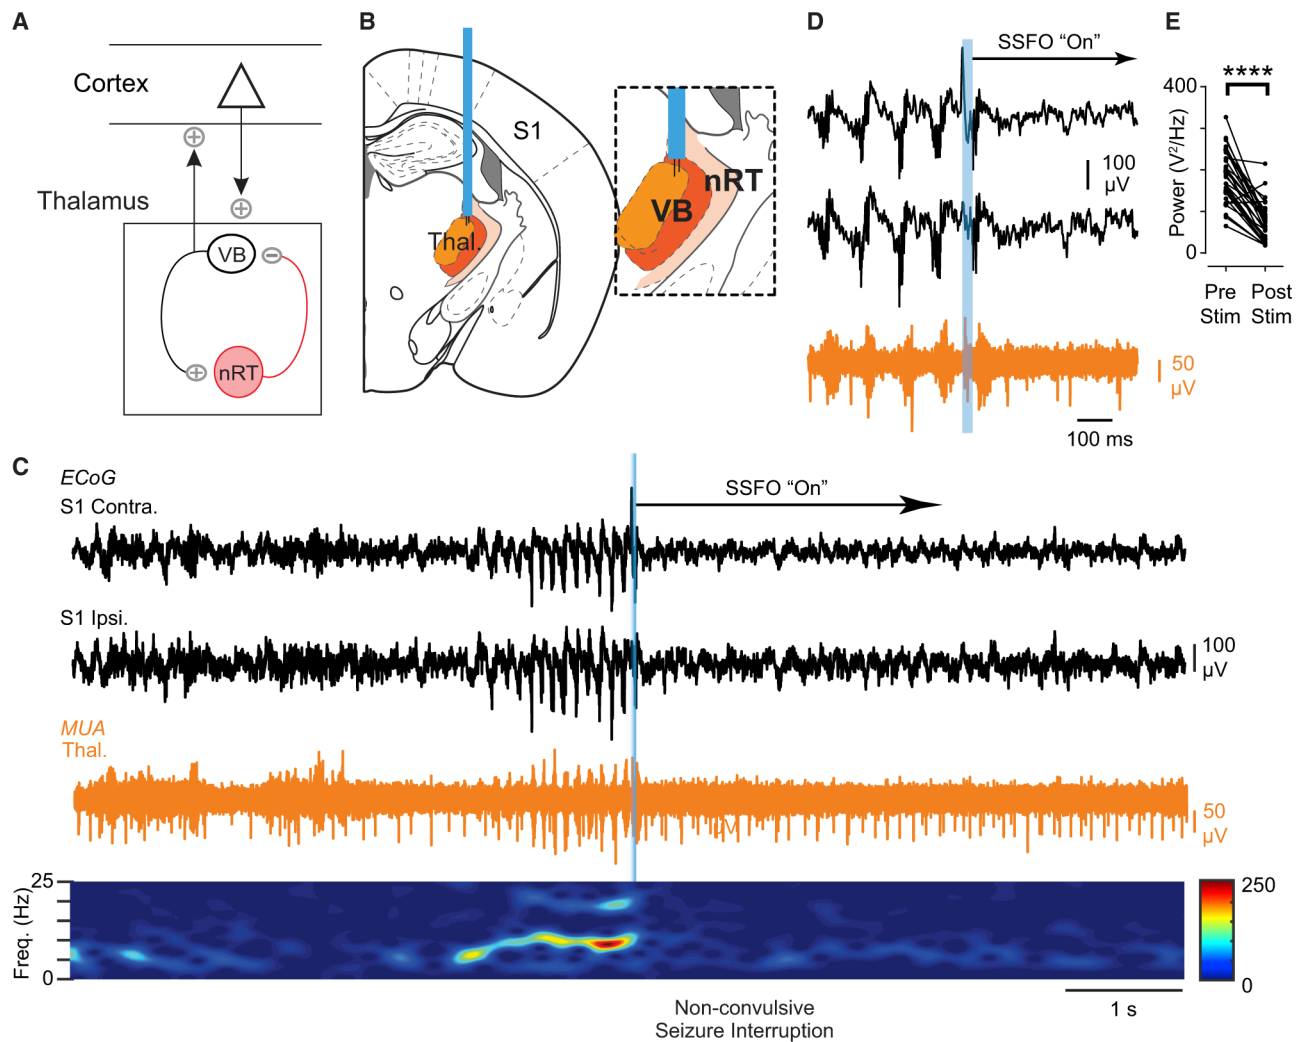 A
Cortex
Thalamus
VB
nRT
B
S1
Thal.
nRT
VB
D
SSFO “On”
100
µV
50
µV
100 ms
E
****
400
Power (V²/Hz)
0
Pre
Stim
Post
Stim
C
ECoG
S1 Contra.
SSFO “On”
S1 Ipsi.
100
µV
MUA
Thal.
µV
50
µV
25
Freq. (Hz)
0
250
0
1 s
Non-convulsive
Seizure Interruption